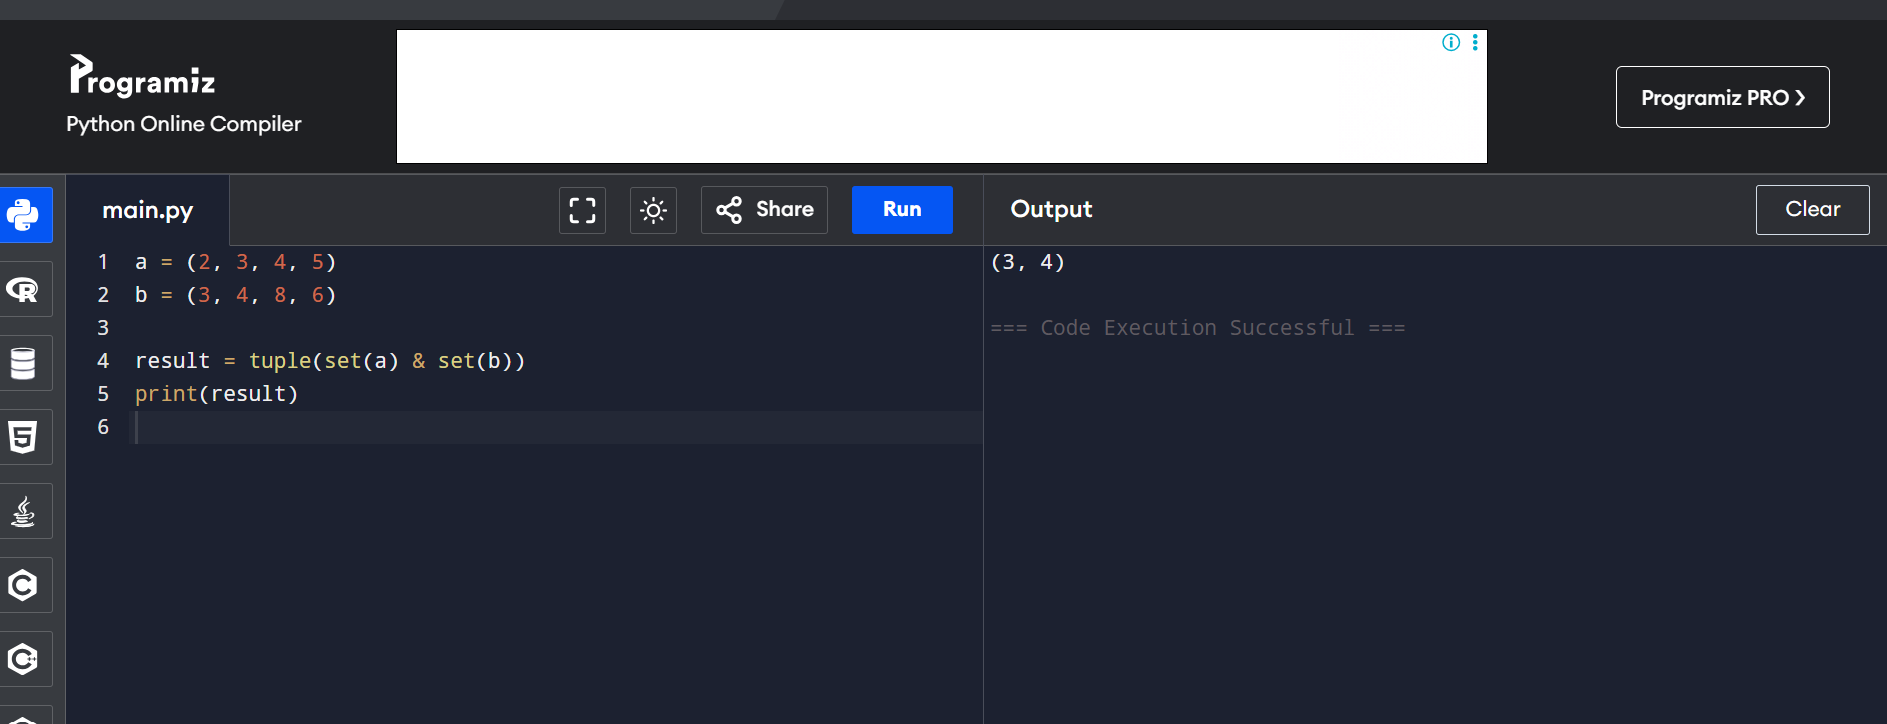 Programiz
Python Online Compiler
Programiz PRO ❯
main.py
Share
Run
Output
Clear
1 a = (2, 3, 4, 5)
2 b = (3, 4, 8, 6)
3
4 result = tuple(set(a) & set(b))
5 print(result)
6
(3, 4)
=== Code Execution Successful ===
R
5
C
C++